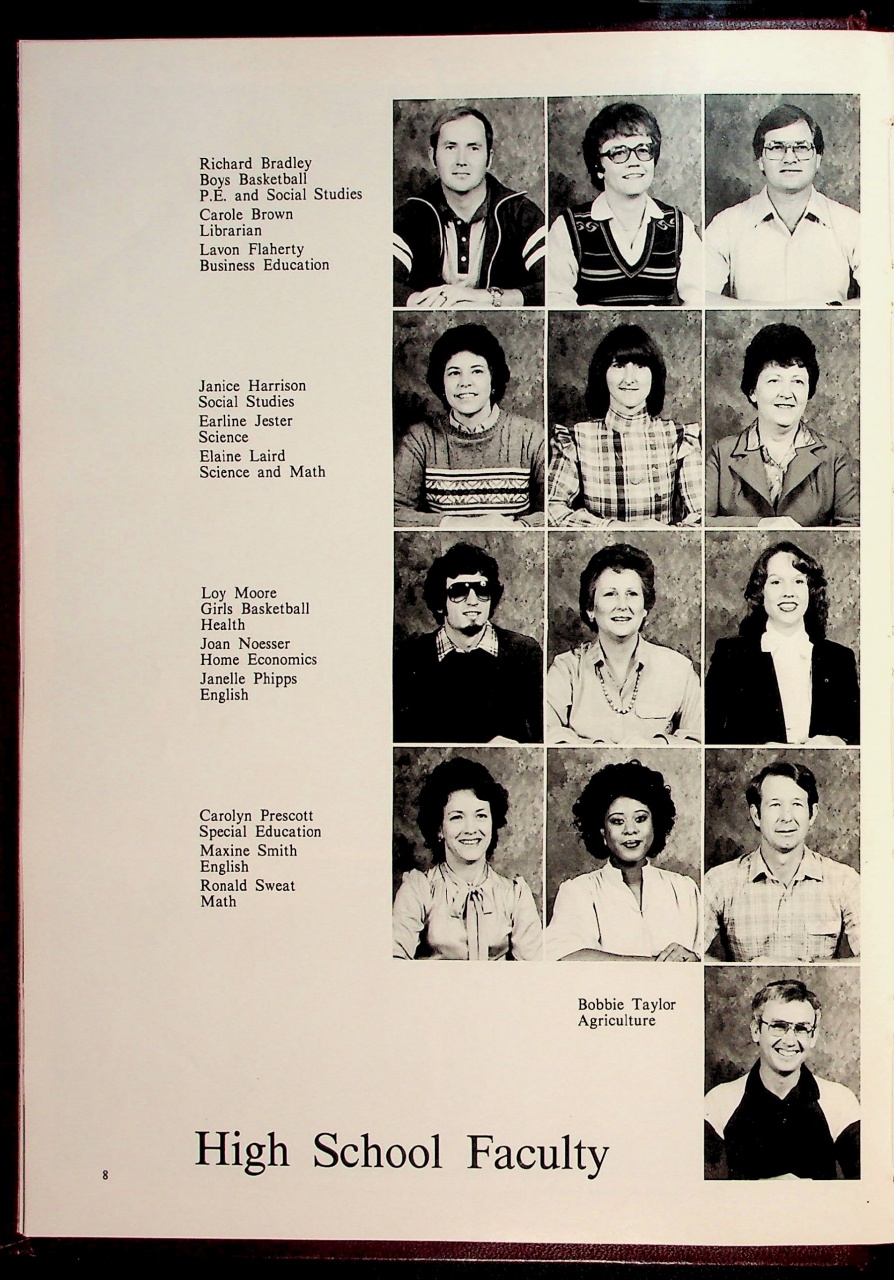 Richard Bradley
Boys Basketball
P.E. and Social Studies
Carole Brown
Librarian
Lavon Flaherty
Business Education
Janice Harrison
Social Studies
Earline Jester
Science
Elaine Laird
Science and Math
Loy Moore
Girls Basketball
Health
Joan Noesser
Home Economics
Janelle Phipps
English
Carolyn Prescott
Special Education
Maxine Smith
English
Ronald Sweat
Math
Bobbie Taylor
Agriculture
High School Faculty
8